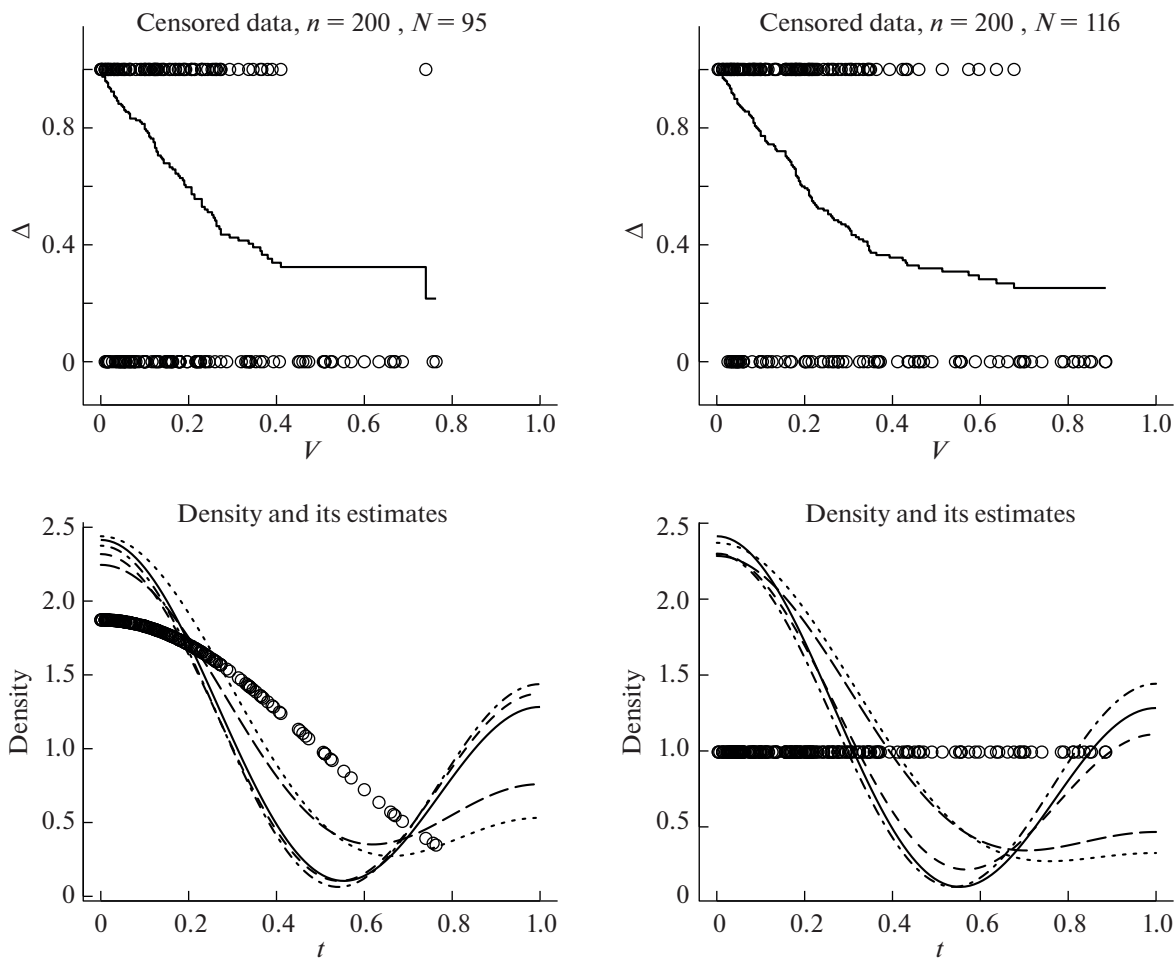 Censored data, n = 200 , N = 95
Δ
0.8
0.4
0
0 0.2 0.4 0.6 0.8 1.0
V
Censored data, n = 200 , N = 116
Δ
0.8
0.4
0
0 0.2 0.4 0.6 0.8 1.0
V
Density and its estimates
Density
2.5
2.0
1.5
1.0
0.5
0
0 0.2 0.4 0.6 0.8 1.0
t
Density and its estimates
Density
2.5
2.0
1.5
1.0
0.5
0
0 0.2 0.4 0.6 0.8 1.0
t